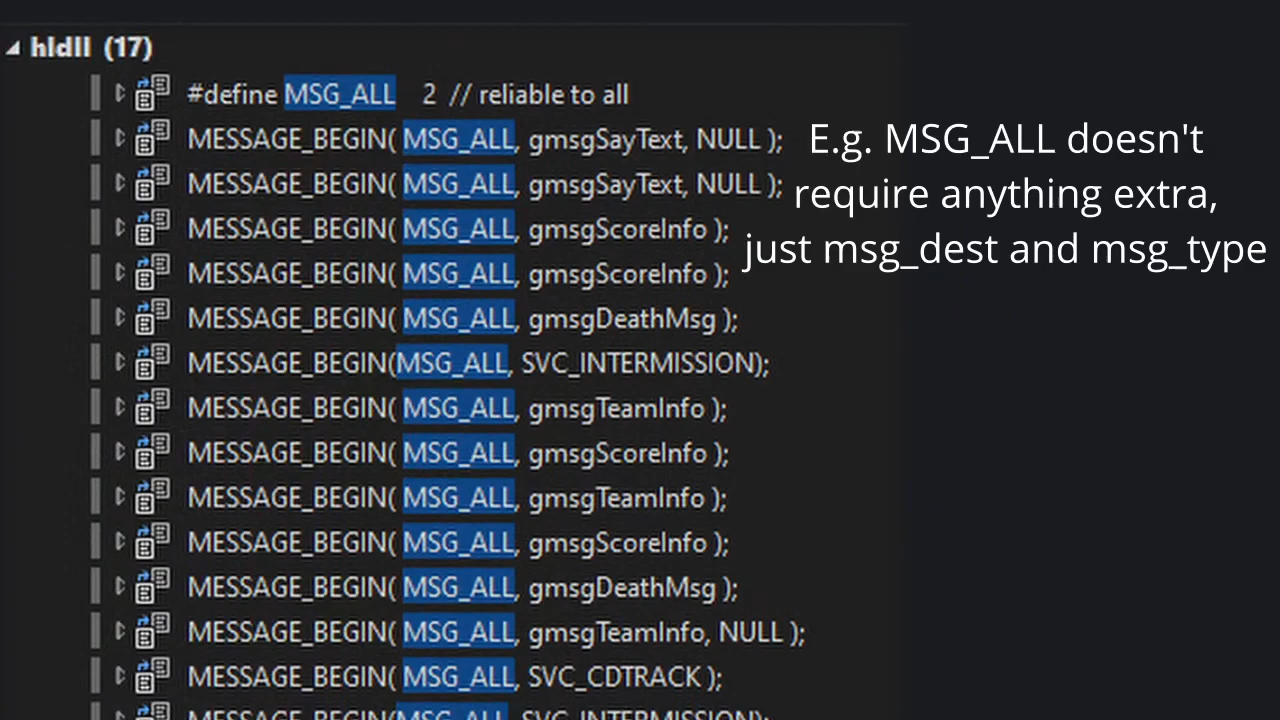 hldll (17)
#define MSG_ALL 2 // reliable to all
MESSAGE_BEGIN( MSG_ALL, gmsgSayText, NULL );
MESSAGE_BEGIN( MSG_ALL, gmsgSayText, NULL );
MESSAGE_BEGIN( MSG_ALL, gmsgScoreInfo );
MESSAGE_BEGIN( MSG_ALL, gmsgScoreInfo );
MESSAGE_BEGIN( MSG_ALL, gmsgDeathMsg );
MESSAGE_BEGIN(MSG_ALL, SVC_INTERMISSION);
MESSAGE_BEGIN( MSG_ALL, gmsgTeamInfo );
MESSAGE_BEGIN( MSG_ALL, gmsgScoreInfo );
MESSAGE_BEGIN( MSG_ALL, gmsgTeamInfo );
MESSAGE_BEGIN( MSG_ALL, gmsgScoreInfo );
MESSAGE_BEGIN( MSG_ALL, gmsgDeathMsg );
MESSAGE_BEGIN( MSG_ALL, gmsgTeamInfo, NULL );
MESSAGE_BEGIN( MSG_ALL, SVC_CDTRACK );
MESSAGE_BEGIN(MSG_ALL, SVC_INTERMISSION);
E.g. MSG_ALL doesn't
require anything extra,
just msg_dest and msg_type